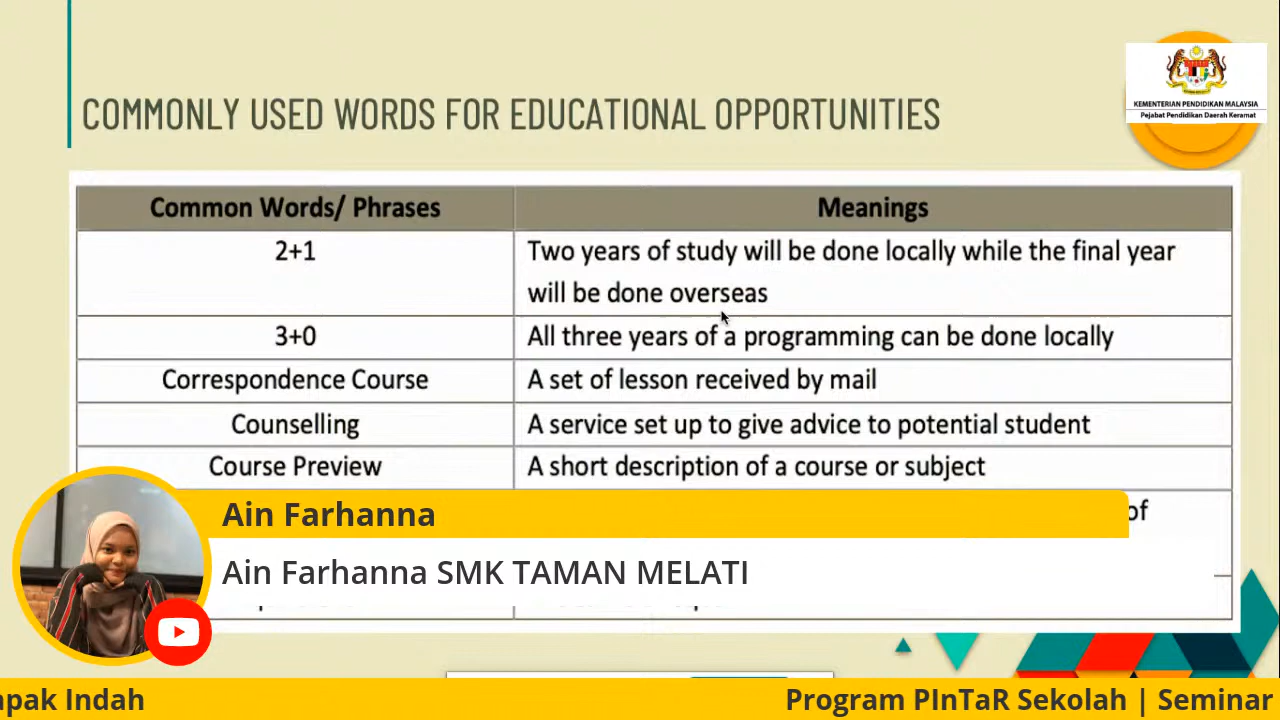 KEMENTERIAN PENDIDIKAN MALAYSIA
Pejabat Pendidikan Daerah Keramat
COMMONLY USED WORDS FOR EDUCATIONAL OPPORTUNITIES
Common Words/ Phrases Meanings
2+1 Two years of study will be done locally while the final year
will be done overseas
3+0 All three years of a programming can be done locally
Correspondence Course A set of lesson received by mail
Counselling A service set up to give advice to potential student
Course Preview A short description of a course or subject
of
Ain Farhanna
Ain Farhanna SMK TAMAN MELATI
Indah
Program PInTaR Sekolah | Seminar